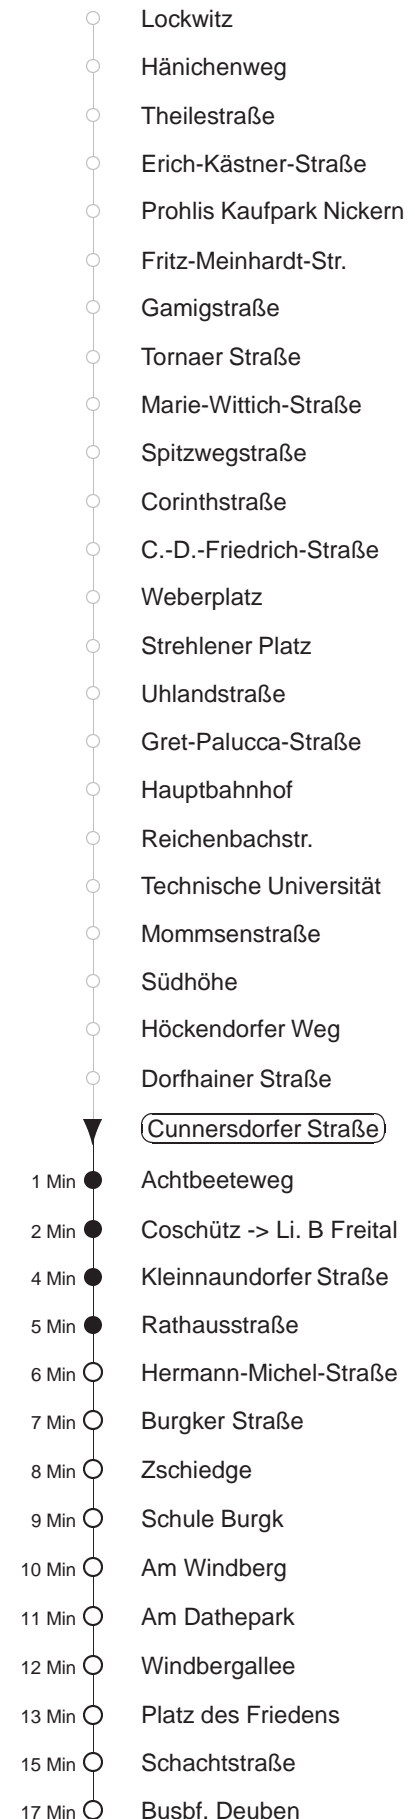 Lockwitz
Hänichenweg
Theilestraße
Erich-Kästner-Straße
Prohlis Kaufpark Nickern
Fritz-Meinhardt-Str.
Gamigstraße
Tornaer Straße
Marie-Wittich-Straße
Spitzwegstraße
Corinthstraße
C.-D.-Friedrich-Straße
Weberplatz
Strehlener Platz
Uhlandstraße
Gret-Palucca-Straße
Hauptbahnhof
Reichenbachstr.
Technische Universität
Mommsenstraße
Südhöhe
Höckendorfer Weg
Dorfhainer Straße
Cunnersdorfer Straße
1 Min Achtbeeteweg
2 Min Coschütz -> Li. B Freital
4 Min Kleinnaundorfer Straße
5 Min Rathausstraße
6 Min Hermann-Michel-Straße
7 Min Burgker Straße
8 Min Zschiedge
9 Min Schule Burgk
10 Min Am Windberg
11 Min Am Dathepark
12 Min Windbergallee
13 Min Platz des Friedens
15 Min Schachtstraße
17 Min Busbf. Deuben